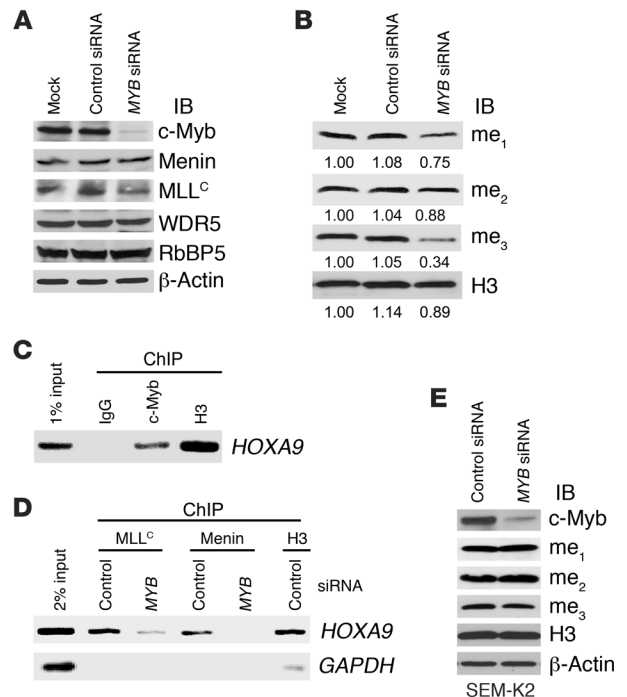 A
Mock
Control siRNA
MYB siRNA
IB
c-Myb
Menin
MLLᶜ
WDR5
RbBP5
β-Actin
B
Mock
Control siRNA
MYB siRNA
IB
me₁
1.00 1.08 0.75
me₂
1.00 1.04 0.88
me₃
1.00 1.05 0.34
H3
1.00 1.14 0.89
C
ChIP
1% input
IgG
c-Myb
H3
HOXA9
D
ChIP
MLLᶜ Menin H3
2% input
Control
MYB
Control
MYB
Control
siRNA
HOXA9
GAPDH
E
Control siRNA
MYB siRNA
IB
c-Myb
me₁
me₂
me₃
H3
β-Actin
SEM-K2